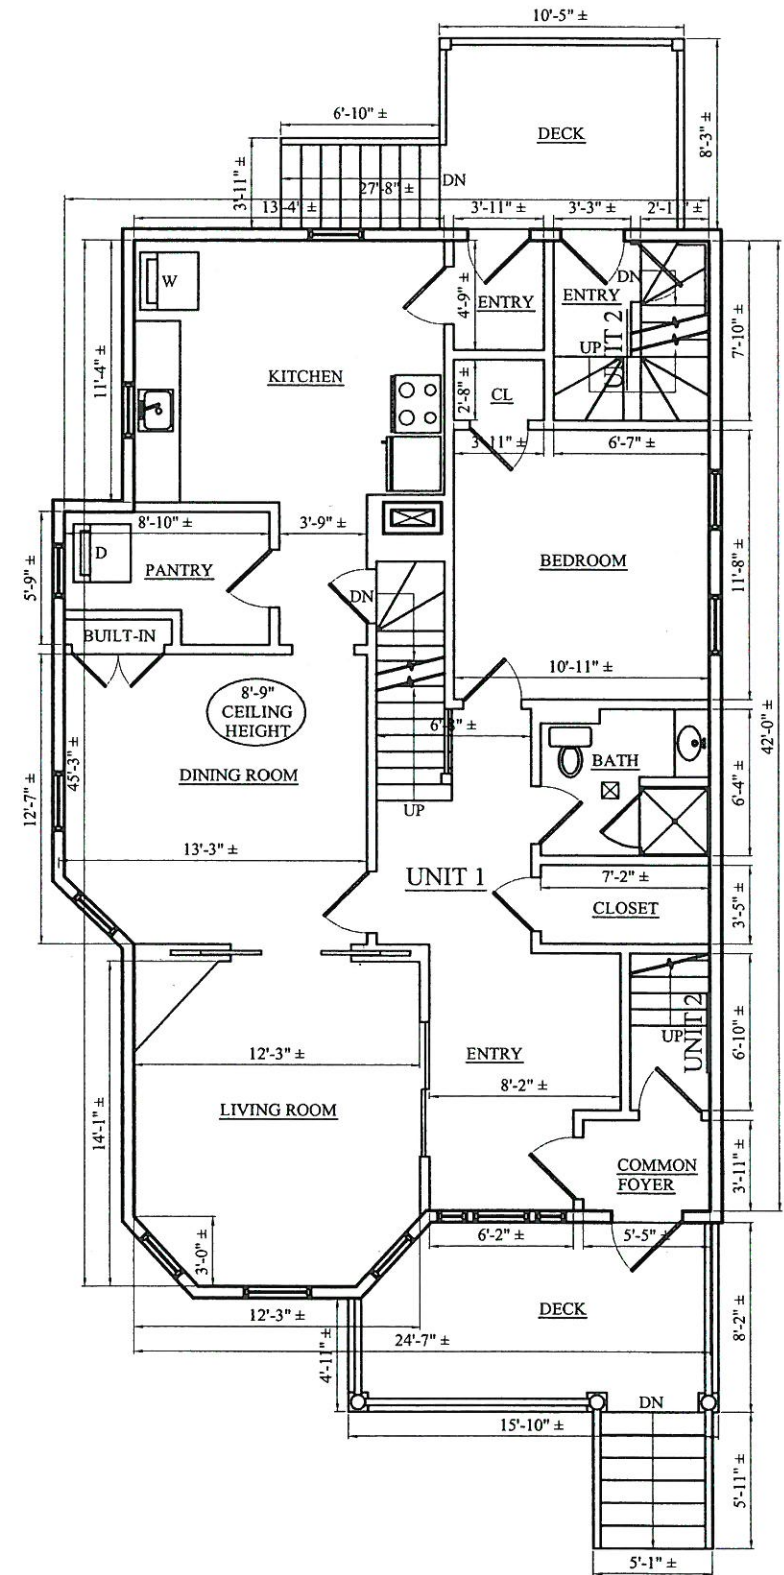 10'-5" ±
6'-10" ±
DECK
8'-3" ±
3'-11" ±
DN
27'-8" ±
13'-4" ±
3'-11" ±
3'-3" ±
W
4'-9" ±
ENTRY
ENTRY
DN
UNIT 2
UP
7'-10" ±
11'-4" ±
KITCHEN
2'-8" ±
CL
3'-11" ±
6'-7" ±
8'-10" ±
3'-9" ±
D
PANTRY
5'-9" ±
BEDROOM
11'-8" ±
DN
BUILT-IN
10'-11" ±
8'-9"
CEILING
HEIGHT
6'-8" ±
42'-0" ±
45'-3" ±
DINING ROOM
BATH
6'-4" ±
12'-7" ±
UP
13'-3" ±
UNIT 1
7'-2" ±
CLOSET
3'-5" ±
UNIT 2
UP
6'-10" ±
12'-3" ±
ENTRY
8'-2" ±
LIVING ROOM
14'-1" ±
COMMON
FOYER
3'-11" ±
3'-0" ±
6'-2" ±
5'-5" ±
12'-3" ±
DECK
8'-2" ±
24'-7" ±
4'-11" ±
DN
15'-10" ±
5'-11" ±
5'-1" ±